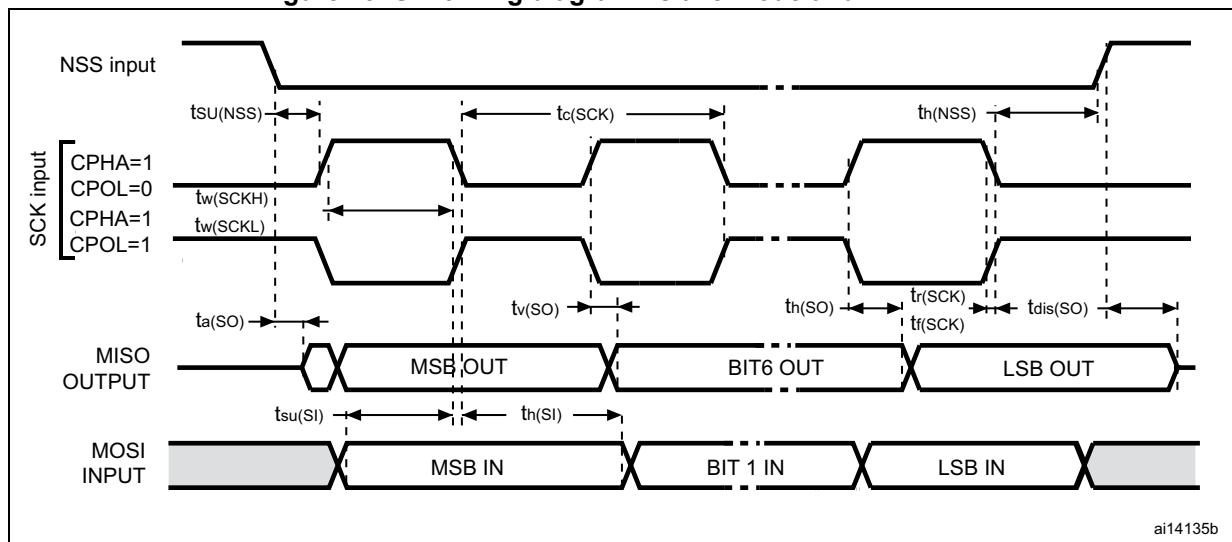 NSS input
tSU(NSS)
tc(SCK)
th(NSS)
SCK input
CPHA=1
CPOL=0
tw(SCKH)
CPHA=1
tw(SCKL)
CPOL=1
ta(SO)
tv(SO)
th(SO)
tr(SCK)
tf(SCK)
tdis(SO)
MISO
OUTPUT
MSB OUT
BIT6 OUT
LSB OUT
tsu(SI)
th(SI)
MOSI
INPUT
MSB IN
BIT 1 IN
LSB IN
ai14135b